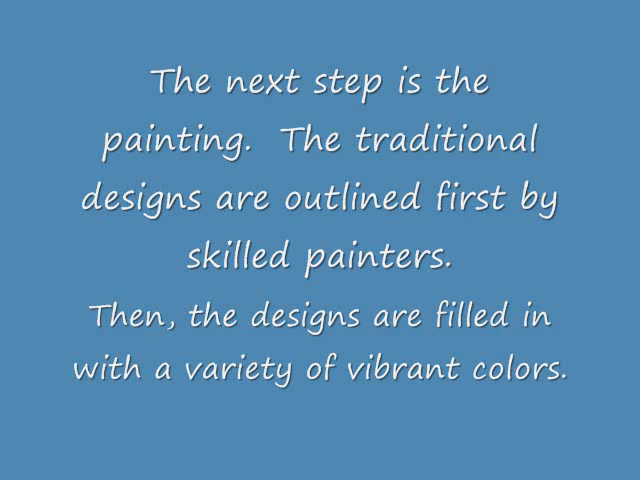 The next step is the
painting.  The traditional
designs are outlined first by
skilled painters.
Then, the designs are filled in
with a variety of vibrant colors.